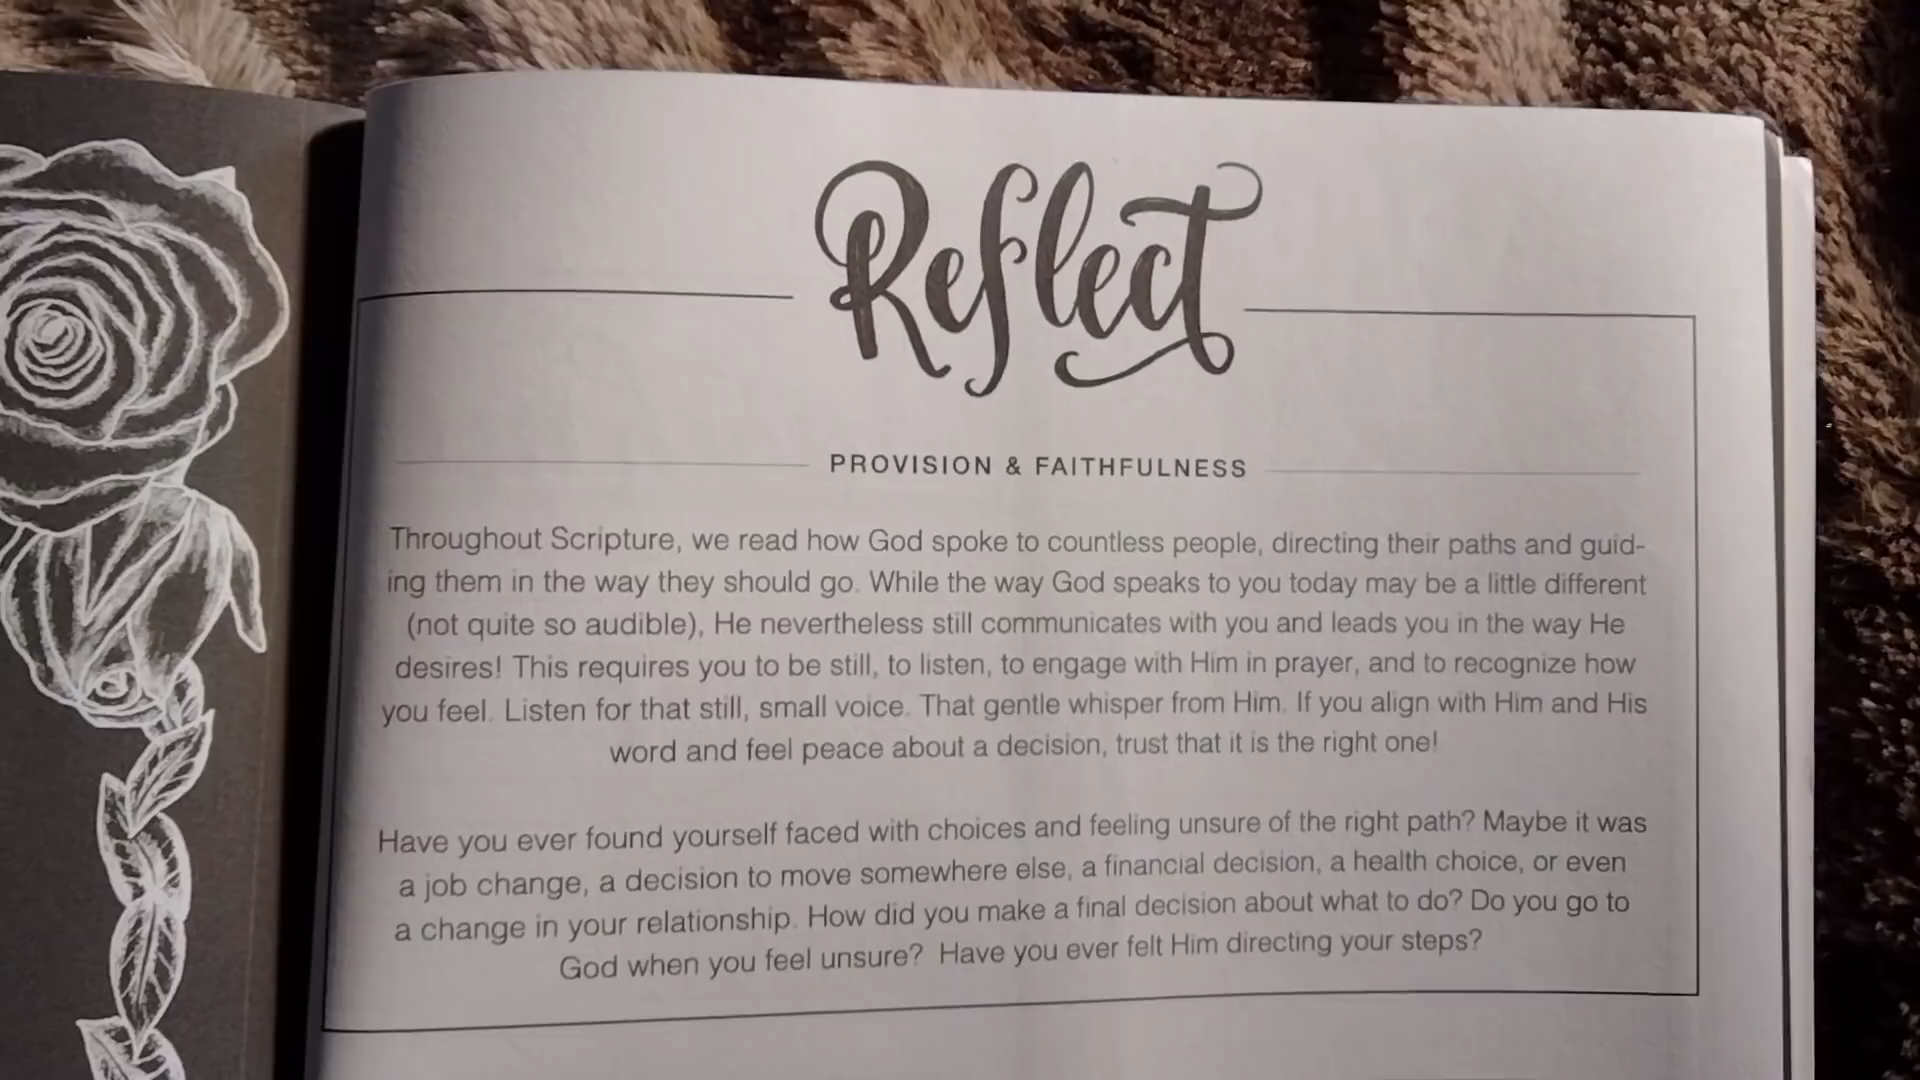 Reflect
PROVISION & FAITHFULNESS
Throughout Scripture, we read how God spoke to countless people, directing their paths and guid-
ing them in the way they should go. While the way God speaks to you today may be a little different
(not quite so audible), He nevertheless still communicates with you and leads you in the way He
desires! This requires you to be still, to listen, to engage with Him in prayer, and to recognize how
you feel. Listen for that still, small voice. That gentle whisper from Him. If you align with Him and His
word and feel peace about a decision, trust that it is the right one!
Have you ever found yourself faced with choices and feeling unsure of the right path? Maybe it was
a job change, a decision to move somewhere else, a financial decision, a health choice, or even
a change in your relationship. How did you make a final decision about what to do? Do you go to
God when you feel unsure? Have you ever felt Him directing your steps?